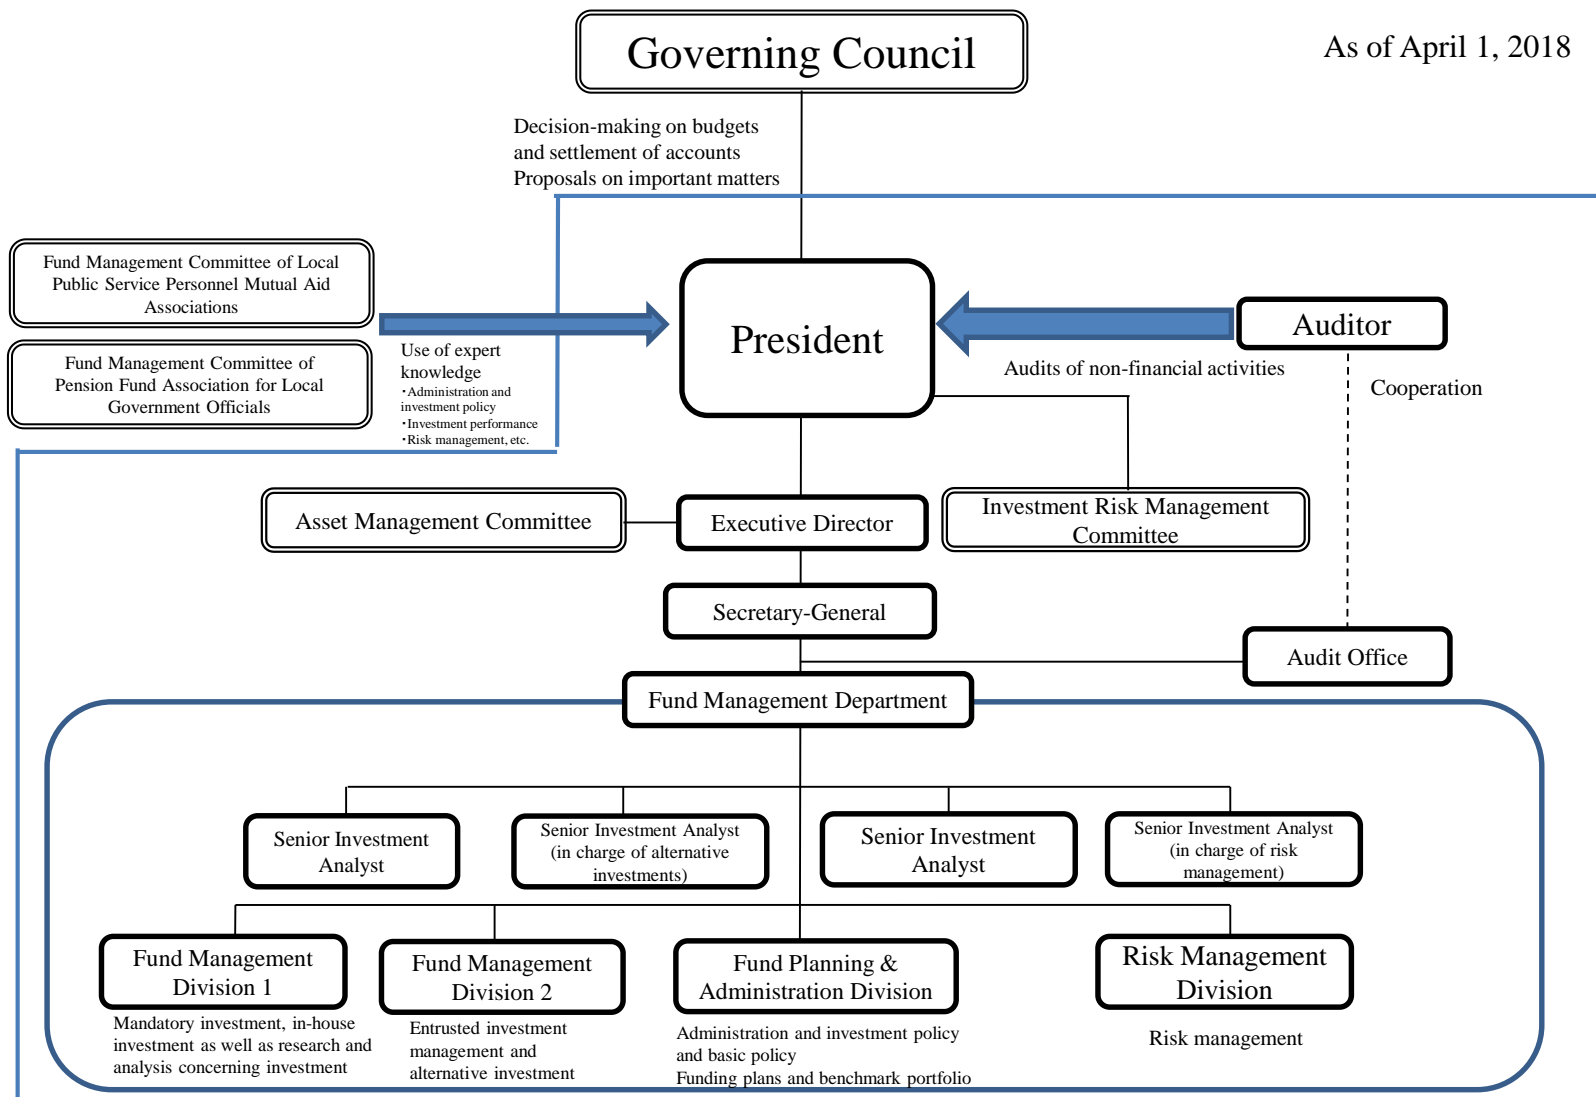 Governing Council
As of April 1, 2018
Decision-making on budgets
and settlement of accounts
Proposals on important matters
Fund Management Committee of Local
Public Service Personnel Mutual Aid
Associations
Fund Management Committee of
Pension Fund Association for Local
Government Officials
Use of expert
knowledge
・Administration and
investment policy
・Investment performance
・Risk management, etc.
President
Auditor
Audits of non-financial activities
Cooperation
Asset Management Committee
Executive Director
Investment Risk Management
Committee
Secretary-General
Audit Office
Fund Management Department
Senior Investment
Analyst
Senior Investment Analyst
(in charge of alternative
investments)
Senior Investment
Analyst
Senior Investment Analyst
(in charge of risk
management)
Fund Management
Division 1
Mandatory investment, in-house
investment as well as research and
analysis concerning investment
Fund Management
Division 2
Entrusted investment
management and
alternative investment
Fund Planning &
Administration Division
Administration and investment policy
and basic policy
Funding plans and benchmark portfolio
Risk Management
Division
Risk management